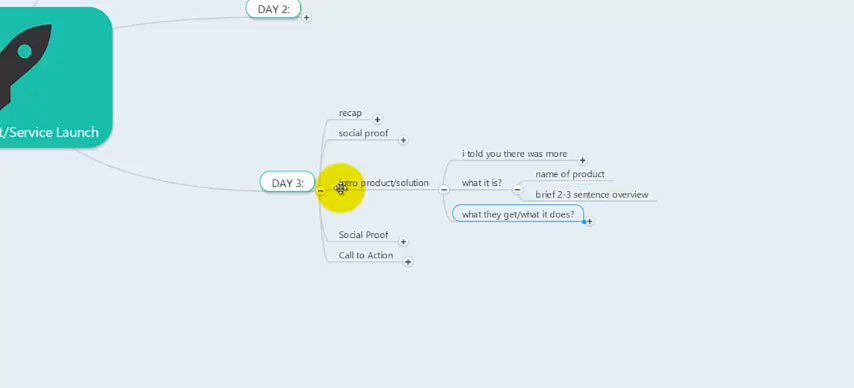 DAY 2:
t/Service Launch
DAY 3:
recap
social proof
intro product/solution
i told you there was more
what it is?
name of product
brief 2-3 sentence overview
what they get/what it does?
Social Proof
Call to Action